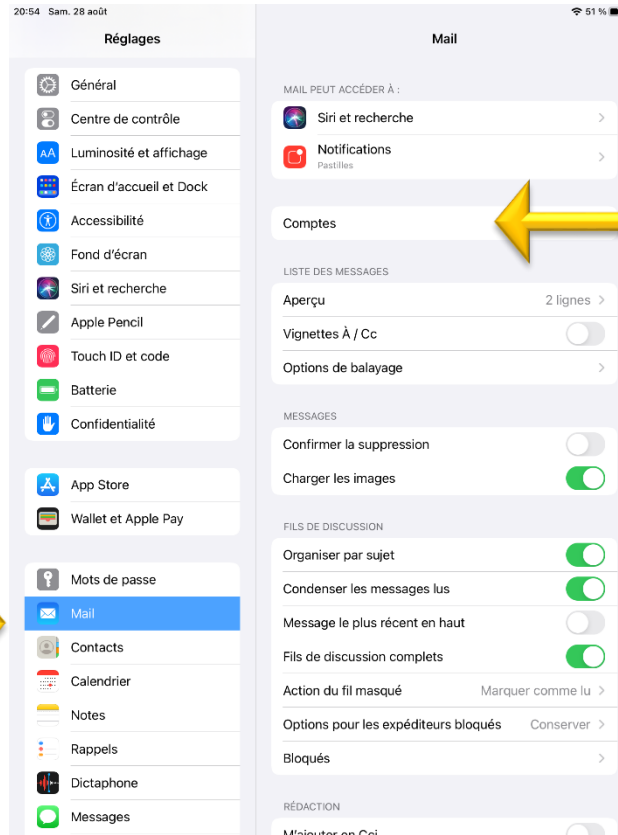 20:54 Sam. 28 août
51 %
Réglages
Général
Centre de contrôle
Luminosité et affichage
Écran d'accueil et Dock
Accessibilité
Fond d'écran
Siri et recherche
Apple Pencil
Touch ID et code
Batterie
Confidentialité
App Store
Wallet et Apple Pay
Mots de passe
Mail
Contacts
Calendrier
Notes
Rappels
Dictaphone
Messages
Mail
MAIL PEUT ACCÉDER À :
Siri et recherche
Notifications
Pastilles
Comptes
LISTE DES MESSAGES
Aperçu 2 lignes
Vignettes À / Cc
Options de balayage
MESSAGES
Confirmer la suppression
Charger les images
FILS DE DISCUSSION
Organiser par sujet
Condenser les messages lus
Message le plus récent en haut
Fils de discussion complets
Action du fil masqué Marquer comme lu
Options pour les expéditeurs bloqués Conserver
Bloqués
RÉDACTION
M'ajouter en Cci